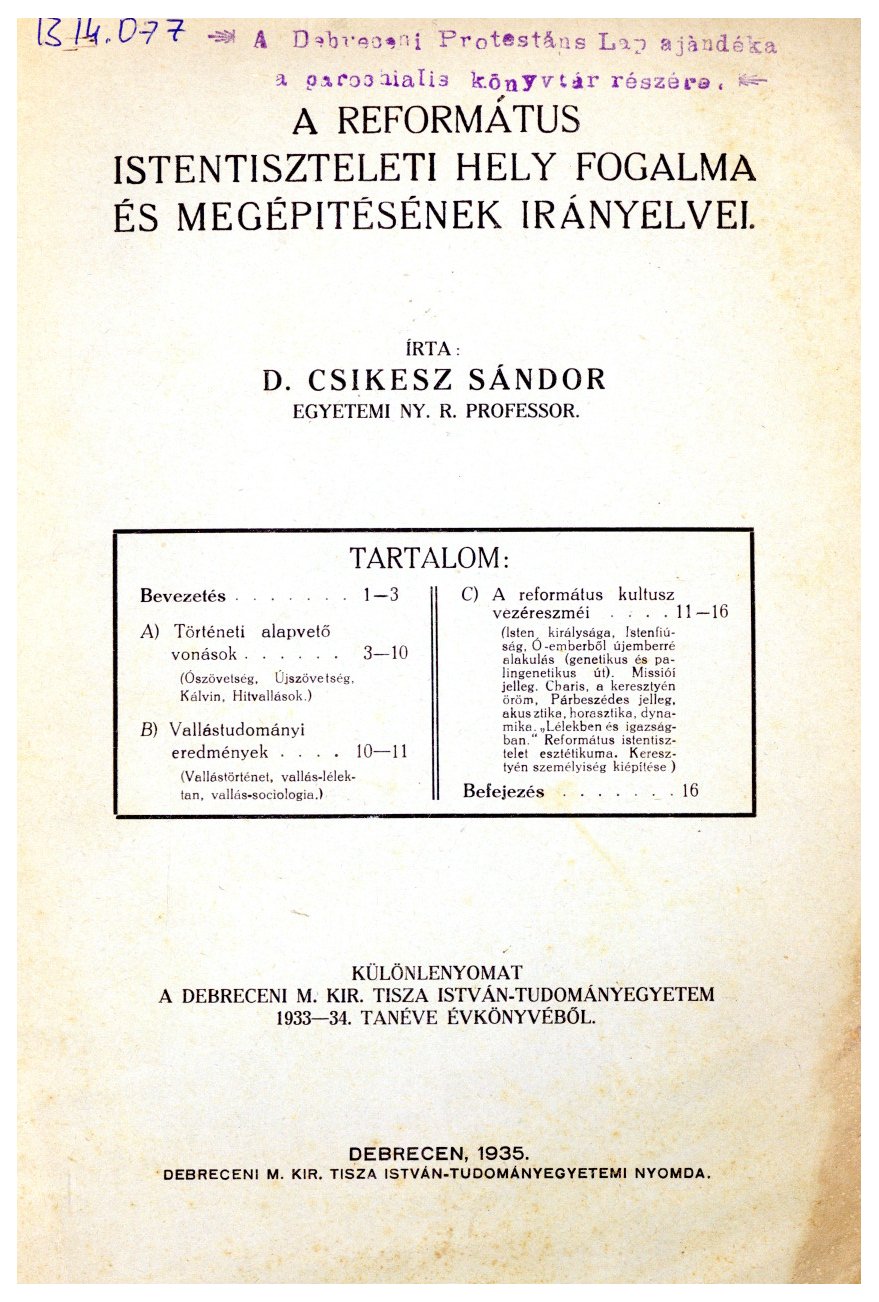 B 14.077
A Debreceni Protestáns Lap ajàndéka
a parochialis könyvtár részére.
A REFORMÁTUS
ISTENTISZTELETI HELY FOGALMA
ÉS MEGÉPITÉSÉNEK IRÁNYELVEI.
ÍRTA:
D. CSIKESZ SÁNDOR
EGYETEMI NY. R. PROFESSOR.
TARTALOM:
Bevezetés . . . . . . . 1—3
A) Történeti alapvető
vonások . . . . . . 3—10
(Ószövetség, Újszövetség,
Kálvin, Hitvallások.)
B) Vallástudományi
eredmények . . . . 10—11
(Vallástörténet, vallás-lélek-
tan, vallás-sociologia.)
C) A református kultusz
vezéreszméi . . . . 11—16
(Isten királysága, Istenfiú-
ság, Ó-emberből újemberré
alakulás (genetikus és pa-
lingenetikus út). Missiói
jelleg. Charis, a keresztyén
öröm, Párbeszédes jelleg,
akusztika, horasztika, dyna-
mika. „Lélekben és igazság-
ban.“ Református istentisz-
telet esztétikuma. Keresz-
tyén személyiség kiépítése)
Befejezés . . . . . . . 16
KÜLÖNLENYOMAT
A DEBRECENI M. KIR. TISZA ISTVÁN-TUDOMÁNYEGYETEM
1933—34. TANÉVE ÉVKÖNYVÉBŐL.
DEBRECEN, 1935.
DEBRECENI M. KIR. TISZA ISTVÁN-TUDOMÁNYEGYETEMI NYOMDA.